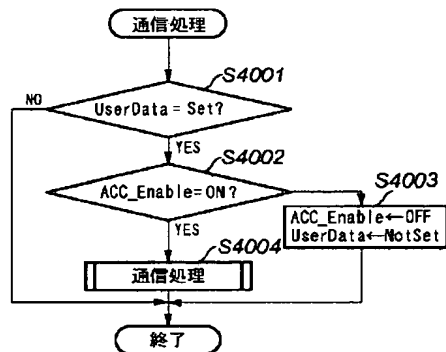 通信処理
S4001
NO
UserData = Set?
YES
S4002
S4003
ACC_Enable=ON?
ACC_Enable←OFF
UserData←NotSet
YES
S4004
通信処理
終了